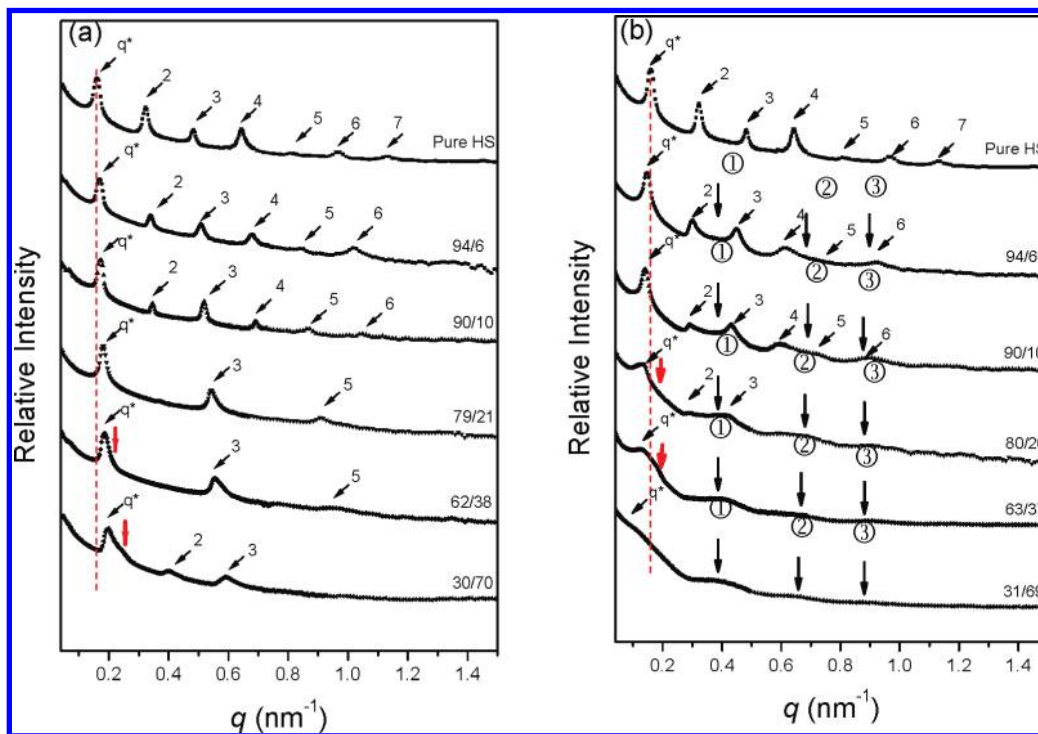 (a)
q*
2
3
4
5
6
7
Pure HS
q*
2
3
4
5
6
94/6
q*
2
3
4
5
6
90/10
q*
3
5
79/21
q*
3
5
62/38
q*
2
3
30/70
Relative Intensity
0.2 0.4 0.6 0.8 1.0 1.2 1.4
q (nm⁻¹)
(b)
q*
2
3
4
5
6
7
Pure HS
① ② ③
q*
2
3
4
5
6
94/6
① ② ③
q*
2
3
4
5
6
90/10
① ② ③
q*
2
3
80/20
① ② ③
q*
63/37
① ② ③
q*
31/69
Relative Intensity
0.2 0.4 0.6 0.8 1.0 1.2 1.4
q (nm⁻¹)